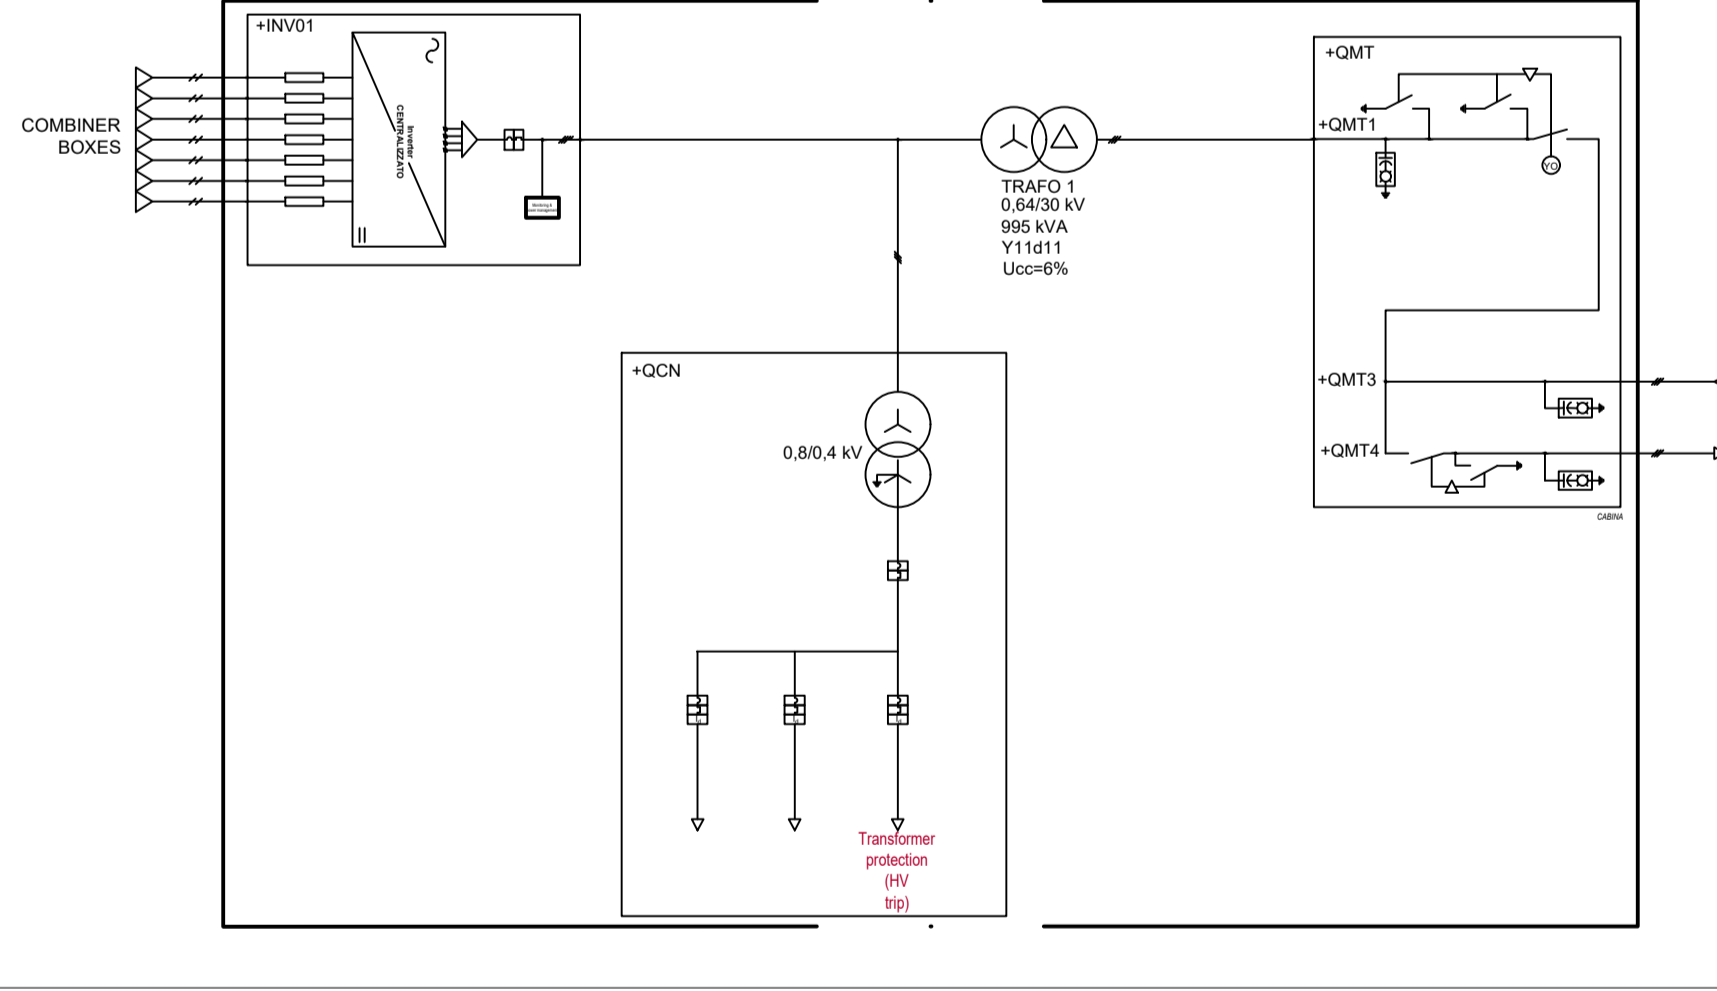 +INV01
COMBINER
BOXES
Inverter
CENTRALIZZATO
TRAFO 1
0,64/30 kV
995 kVA
Y11d11
Ucc=6%
+QMT
+QMT1
YO
+QMT3
+QMT4
CABINA
+QCN
0,8/0,4 kV
Transformer
protection
(HV
trip)